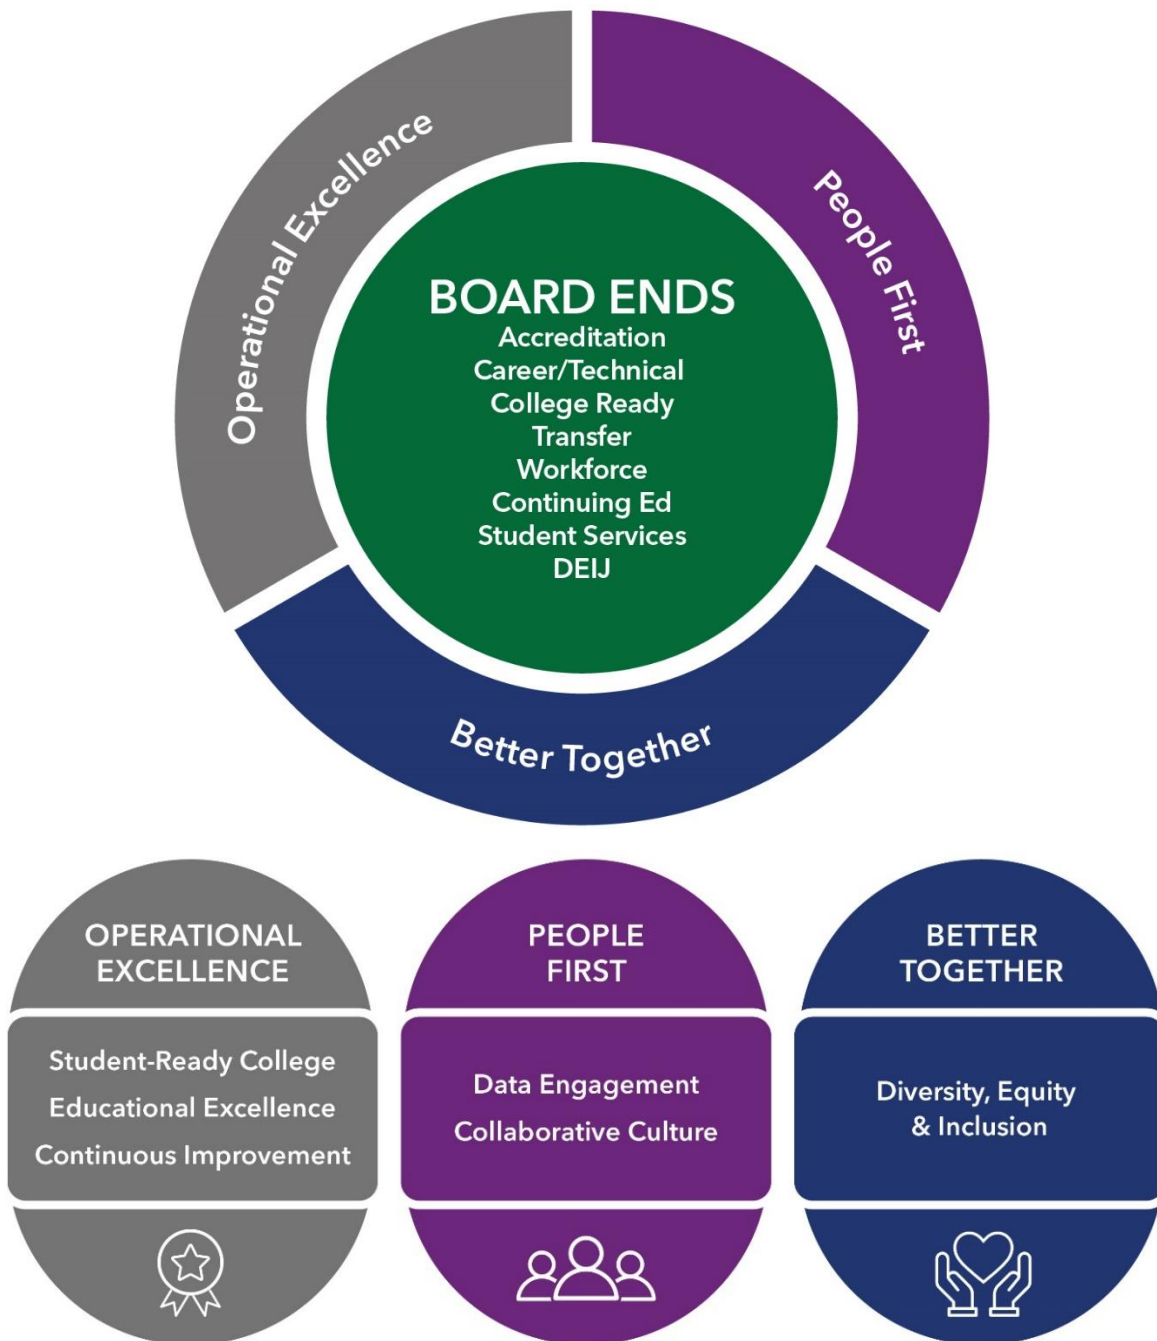 Operational Excellence
People First
BOARD ENDS
Accreditation
Career/Technical
College Ready
Transfer
Workforce
Continuing Ed
Student Services
DEIJ
Better Together
OPERATIONAL
EXCELLENCE
Student-Ready College
Educational Excellence
Continuous Improvement
PEOPLE
FIRST
Data Engagement
Collaborative Culture
BETTER
TOGETHER
Diversity, Equity
& Inclusion